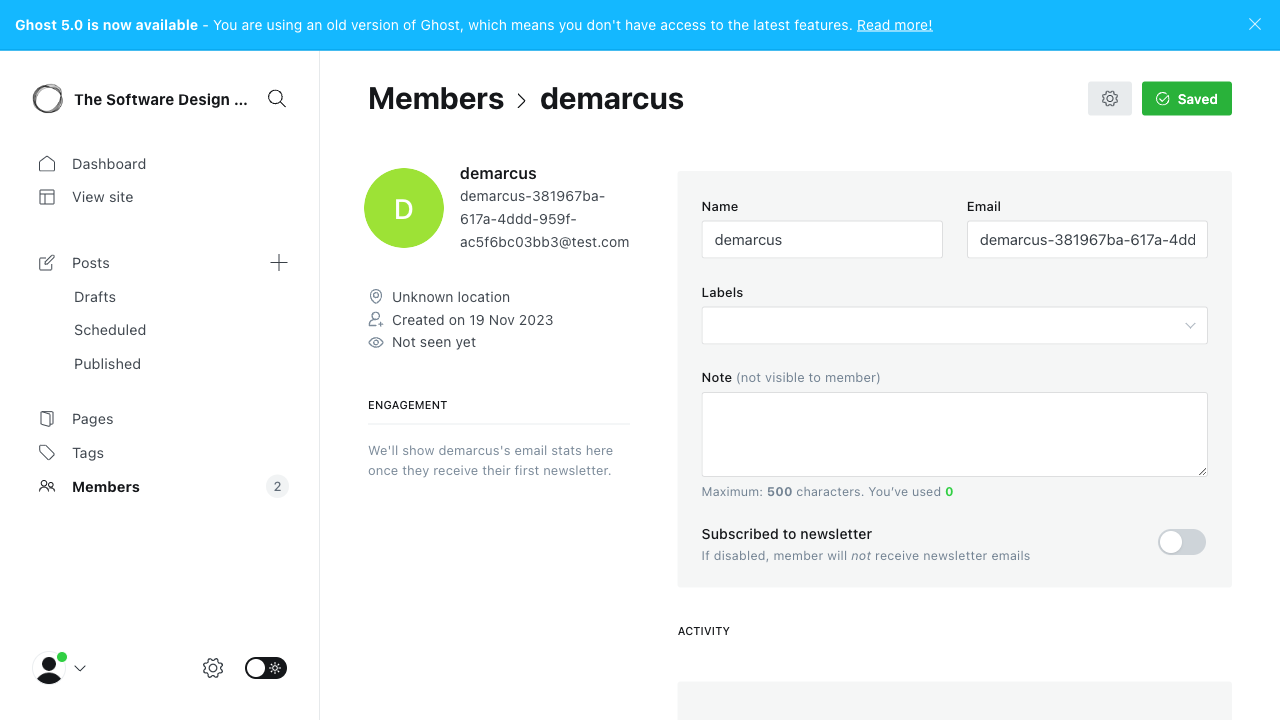 Ghost 5.0 is now available - You are using an old version of Ghost, which means you don't have access to the latest features. Read more!
The Software Design ...
Dashboard
View site
Posts
Drafts
Scheduled
Published
Pages
Tags
Members 2
Members > demarcus
Saved
D
demarcus
demarcus-381967ba-
617a-4ddd-959f-
ac5f6bc03bb3@test.com
Unknown location
Created on 19 Nov 2023
Not seen yet
ENGAGEMENT
We'll show demarcus's email stats here
once they receive their first newsletter.
Name
demarcus
Email
demarcus-381967ba-617a-4dd
Labels
Note (not visible to member)
Maximum: 500 characters. You've used 0
Subscribed to newsletter
If disabled, member will not receive newsletter emails
ACTIVITY